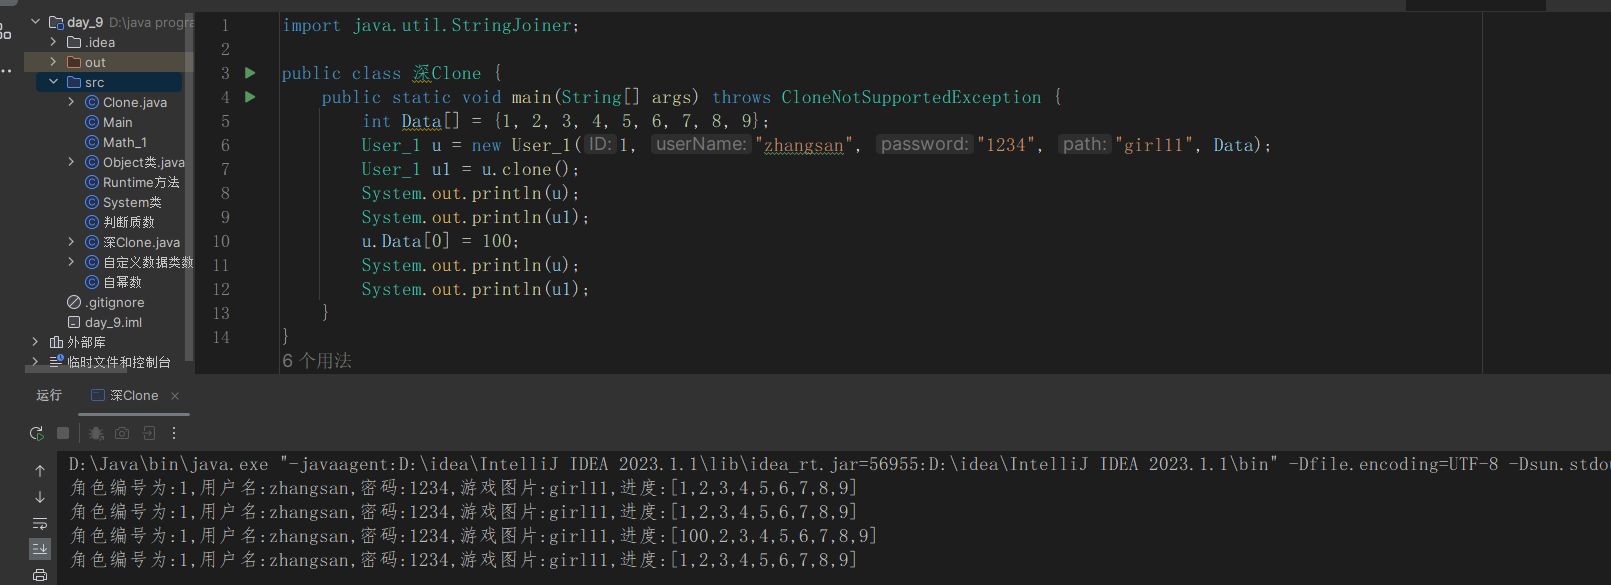 day_9 D:\java progra
.idea
out
src
Clone.java
Main
Math_1
Object类.java
Runtime方法
System类
判断质数
深Clone.java
自定义数据类数
自幂数
.gitignore
day_9.iml
外部库
临时文件和控制台
1 import java.util.StringJoiner;
2
3 public class 深Clone {
4 public static void main(String[] args) throws CloneNotSupportedException {
5 int Data[] = {1, 2, 3, 4, 5, 6, 7, 8, 9};
6 User_1 u = new User_1( ID: 1, userName: "zhangsan", password: "1234", path: "girl11", Data);
7 User_1 u1 = u.clone();
8 System.out.println(u);
9 System.out.println(u1);
10 u.Data[0] = 100;
11 System.out.println(u);
12 System.out.println(u1);
13 }
14 }
6 个用法
运行 深Clone ×
D:\Java\bin\java.exe "-javaagent:D:\idea\IntelliJ IDEA 2023.1.1\lib\idea_rt.jar=56955:D:\idea\IntelliJ IDEA 2023.1.1\bin" -Dfile.encoding=UTF-8 -Dsun.stdou
角色编号为:1,用户名:zhangsan,密码:1234,游戏图片:girl11,进度:[1,2,3,4,5,6,7,8,9]
角色编号为:1,用户名:zhangsan,密码:1234,游戏图片:girl11,进度:[1,2,3,4,5,6,7,8,9]
角色编号为:1,用户名:zhangsan,密码:1234,游戏图片:girl11,进度:[100,2,3,4,5,6,7,8,9]
角色编号为:1,用户名:zhangsan,密码:1234,游戏图片:girl11,进度:[1,2,3,4,5,6,7,8,9]